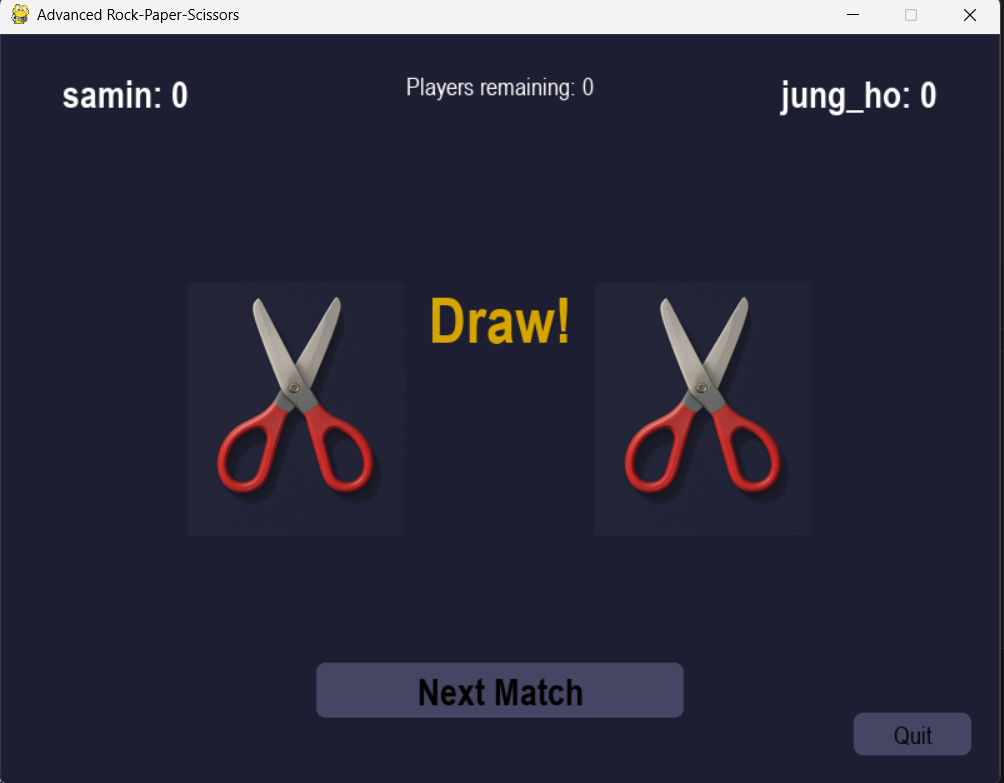 Advanced Rock-Paper-Scissors
samin: 0
Players remaining: 0
jung_ho: 0
Draw!
Next Match
Quit